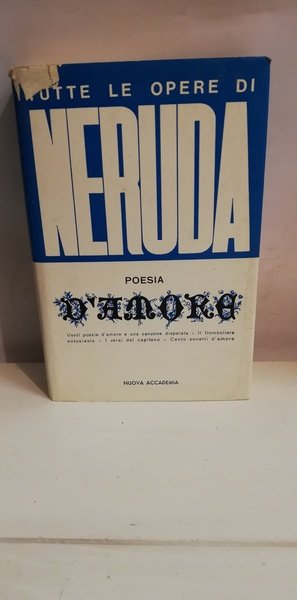 TUTTE LE OPERE DI
NERUDA
POESIA
D'AMORE
Venti poesie d'amore e una canzone disperata - Il fromboliere
entusiasta - I versi del capitano - Cento sonetti d'amore
NUOVA ACCADEMIA